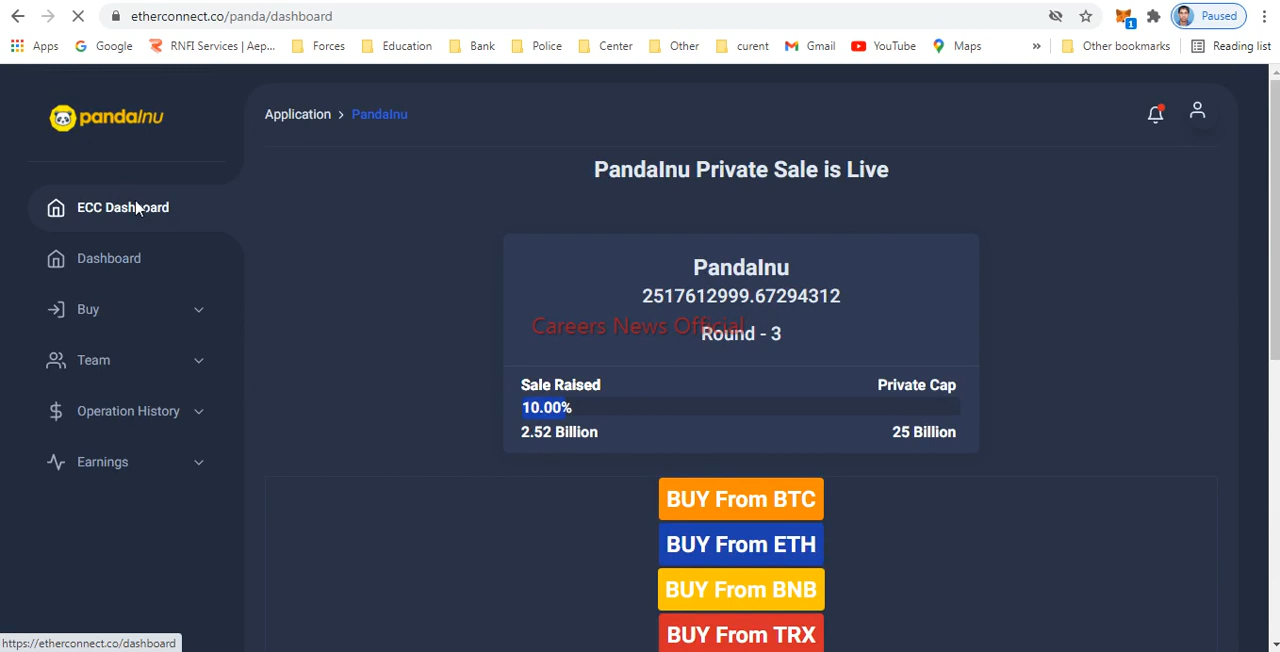 etherconnect.co/panda/dashboard
Paused
1
Apps
Google
RNFI Services | Aep...
Forces
Education
Bank
Police
Center
Other
curent
Gmail
YouTube
Maps
»
Other bookmarks
Reading list
pandaInu
Application > PandaInu
PandaInu Private Sale is Live
ECC Dashboard
Dashboard
Buy
Team
Operation History
Earnings
PandaInu
2517612999.67294312
Careers News Official
Round - 3
Sale Raised
Private Cap
10.00%
2.52 Billion
25 Billion
BUY From BTC
BUY From ETH
BUY From BNB
BUY From TRX
https://etherconnect.co/dashboard